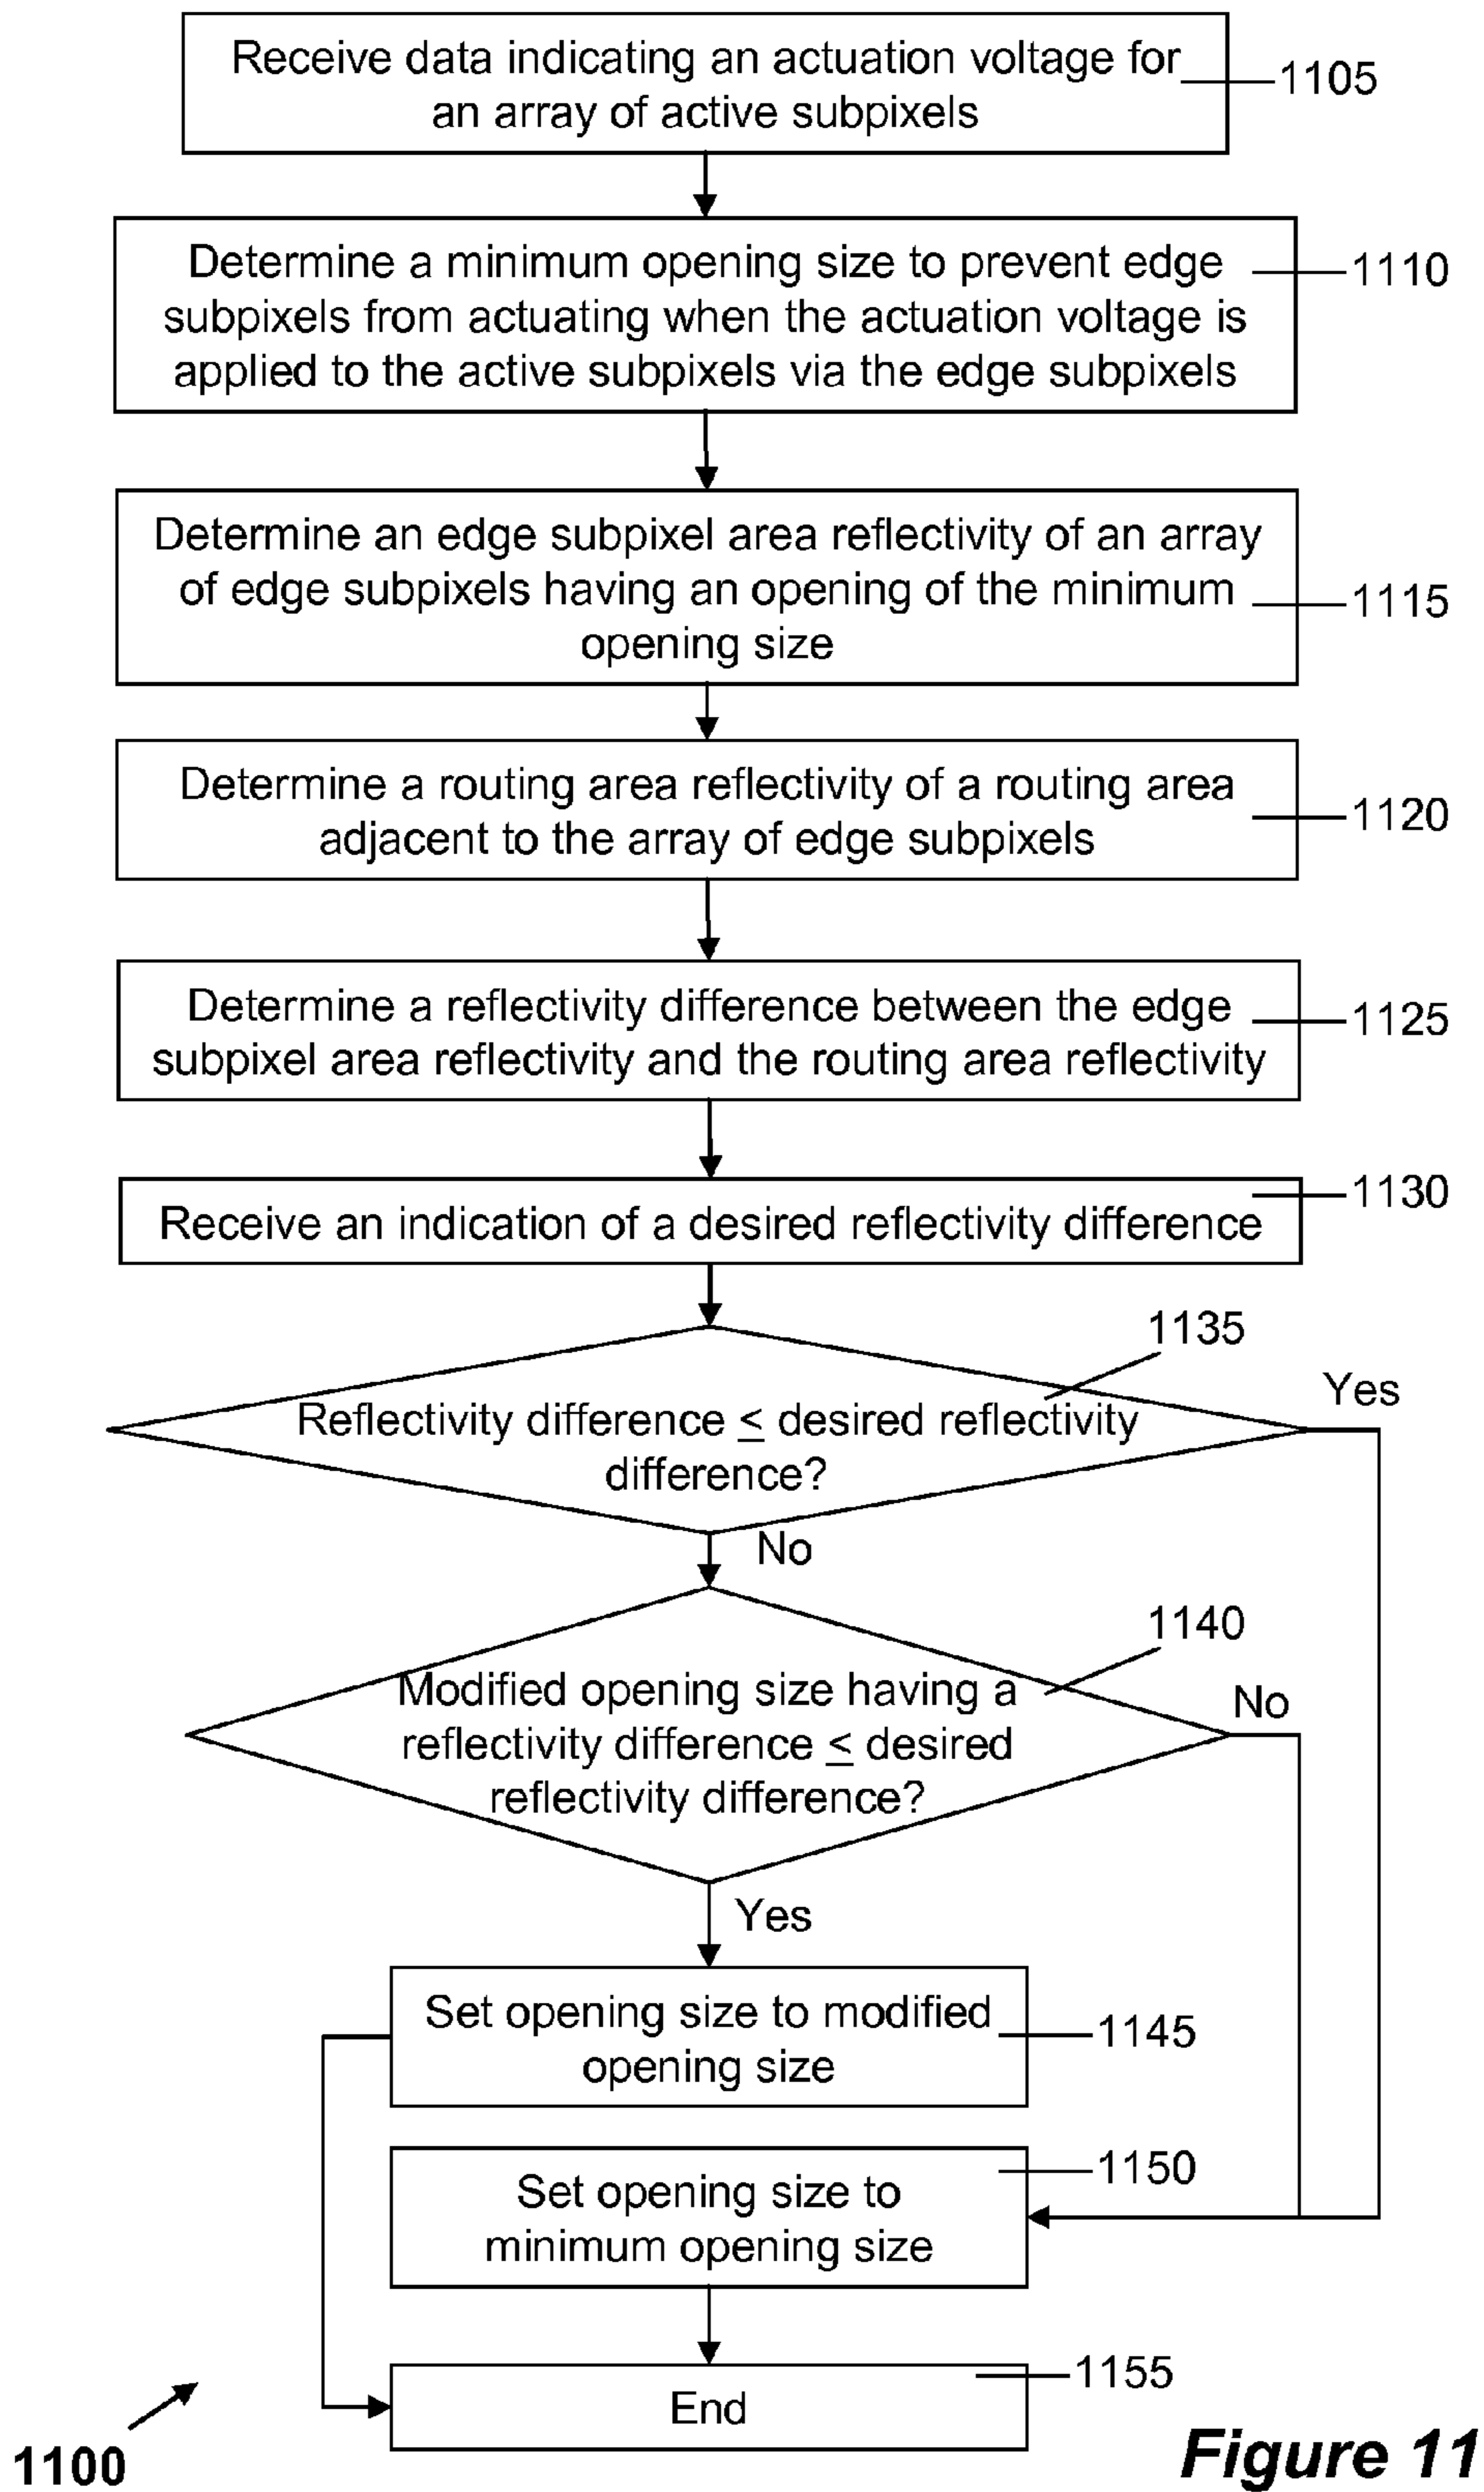 Receive data indicating an actuation voltage for
an array of active subpixels
1105
Determine a minimum opening size to prevent edge
subpixels from actuating when the actuation voltage is
applied to the active subpixels via the edge subpixels
1110
Determine an edge subpixel area reflectivity of an array
of edge subpixels having an opening of the minimum
opening size
1115
Determine a routing area reflectivity of a routing area
adjacent to the array of edge subpixels
1120
Determine a reflectivity difference between the edge
subpixel area reflectivity and the routing area reflectivity
1125
Receive an indication of a desired reflectivity difference
1130
1135
Yes
Reflectivity difference ≤ desired reflectivity
difference?
No
1140
No
Modified opening size having a
reflectivity difference ≤ desired
reflectivity difference?
Yes
Set opening size to modified
opening size
1145
Set opening size to
minimum opening size
1150
End
1155
1100
Figure 11